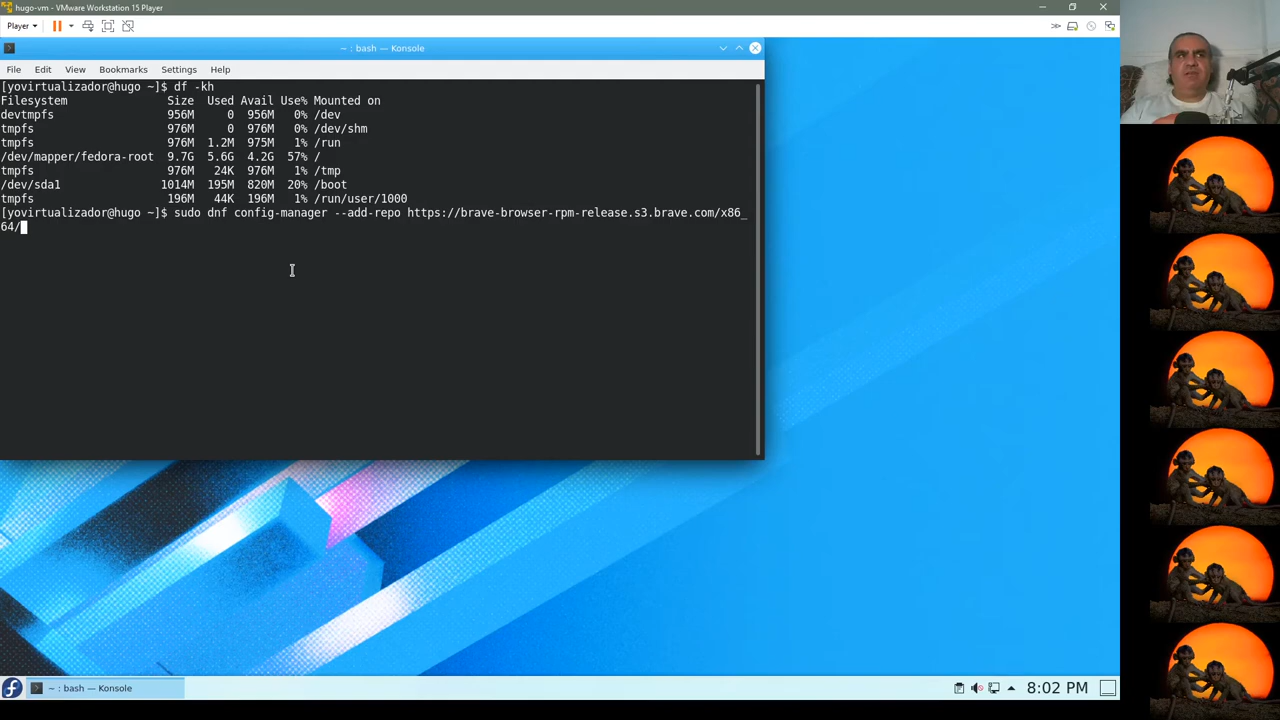 hugo-vm - VMware Workstation 15 Player
Player
~ : bash — Konsole
File Edit View Bookmarks Settings Help
[yovirtualizador@hugo ~]$ df -kh
Filesystem Size Used Avail Use% Mounted on
devtmpfs 956M 0 956M 0% /dev
tmpfs 976M 0 976M 0% /dev/shm
tmpfs 976M 1.2M 975M 1% /run
/dev/mapper/fedora-root 9.7G 5.6G 4.2G 57% /
tmpfs 976M 24K 976M 1% /tmp
/dev/sda1 1014M 195M 820M 20% /boot
tmpfs 196M 44K 196M 1% /run/user/1000
[yovirtualizador@hugo ~]$ sudo dnf config-manager --add-repo https://brave-browser-rpm-release.s3.brave.com/x86_
64/
~ : bash — Konsole
8:02 PM